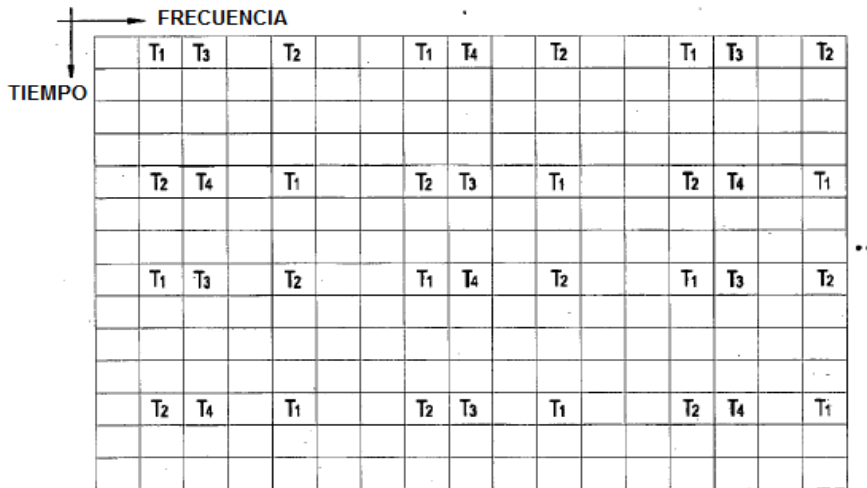 FRECUENCIA
TIEMPO
T1 T3 T2 T1 T4 T2 T1 T3 T2
T2 T4 T1 T2 T3 T1 T2 T4 T1
T1 T3 T2 T1 T4 T2 T1 T3 T2
T2 T4 T1 T2 T3 T1 T2 T4 T1